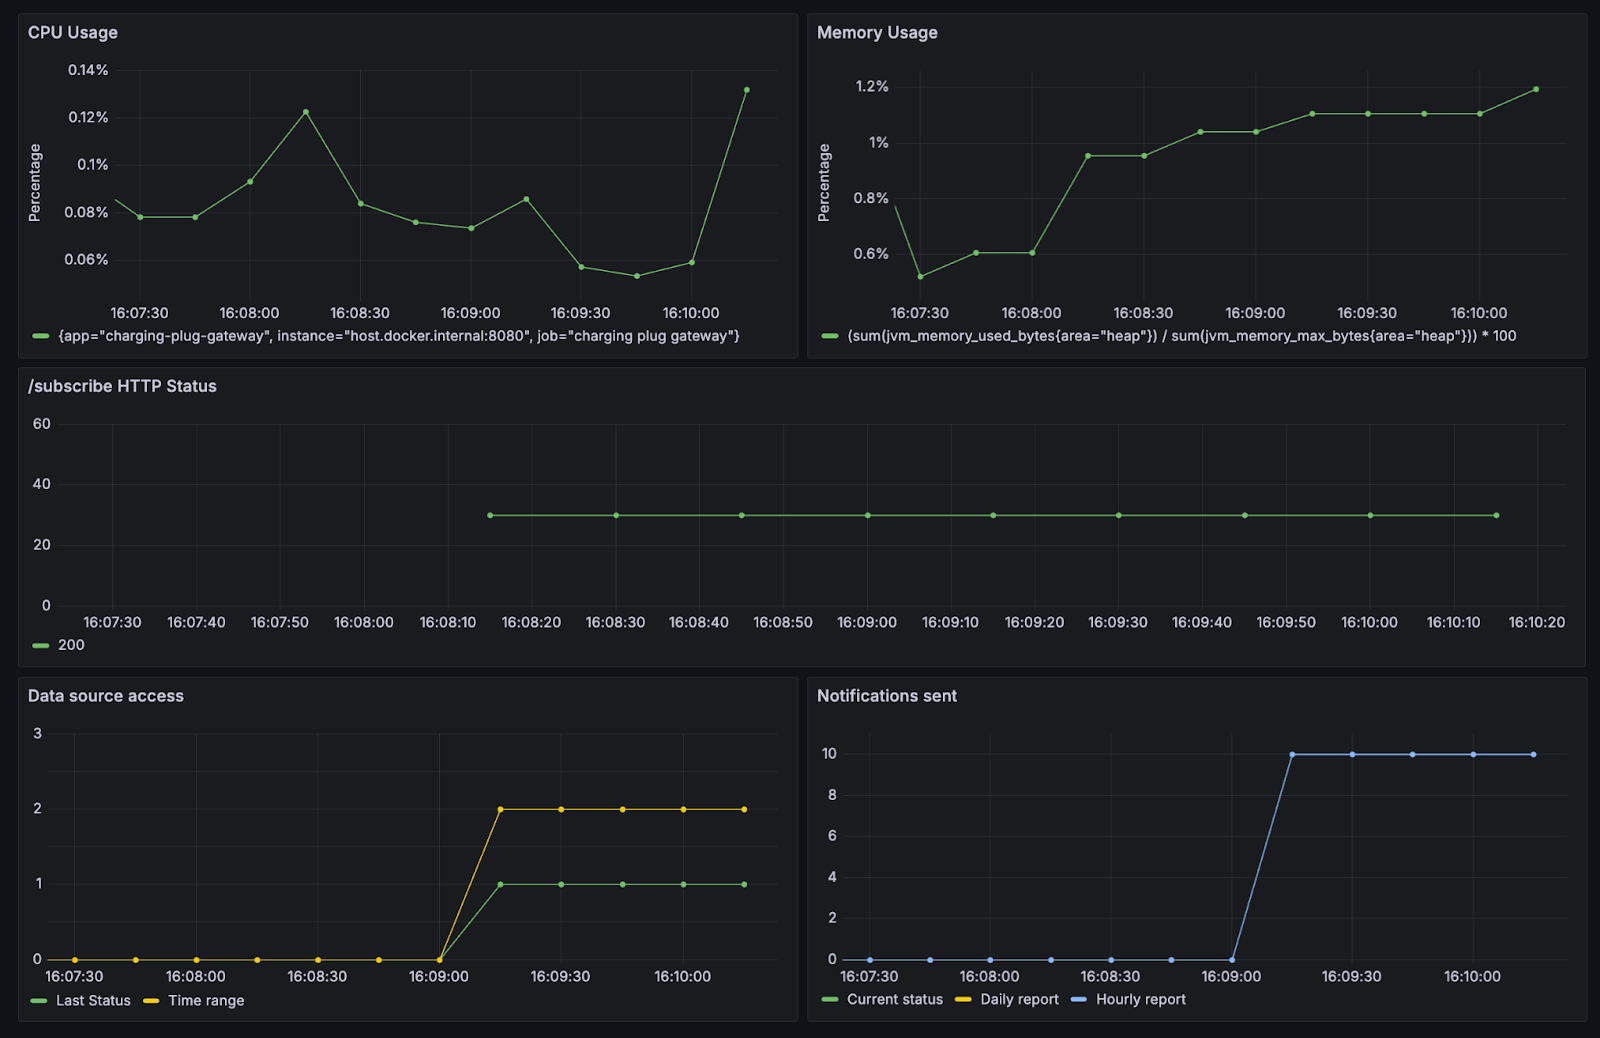 CPU Usage
Percentage
0.14%
0.12%
0.1%
0.08%
0.06%
16:07:30 16:08:00 16:08:30 16:09:00 16:09:30 16:10:00
{app="charging-plug-gateway", instance="host.docker.internal:8080", job="charging plug gateway"}
Memory Usage
Percentage
1.2%
1%
0.8%
0.6%
16:07:30 16:08:00 16:08:30 16:09:00 16:09:30 16:10:00
(sum(jvm_memory_used_bytes{area="heap"}) / sum(jvm_memory_max_bytes{area="heap"})) * 100
/subscribe HTTP Status
60
40
20
0
16:07:30 16:07:40 16:07:50 16:08:00 16:08:10 16:08:20 16:08:30 16:08:40 16:08:50 16:09:00 16:09:10 16:09:20 16:09:30 16:09:40 16:09:50 16:10:00 16:10:10 16:10:20
200
Data source access
3
2
1
0
16:07:30 16:08:00 16:08:30 16:09:00 16:09:30 16:10:00
Last Status Time range
Notifications sent
10
8
6
4
2
0
16:07:30 16:08:00 16:08:30 16:09:00 16:09:30 16:10:00
Current status Daily report Hourly report